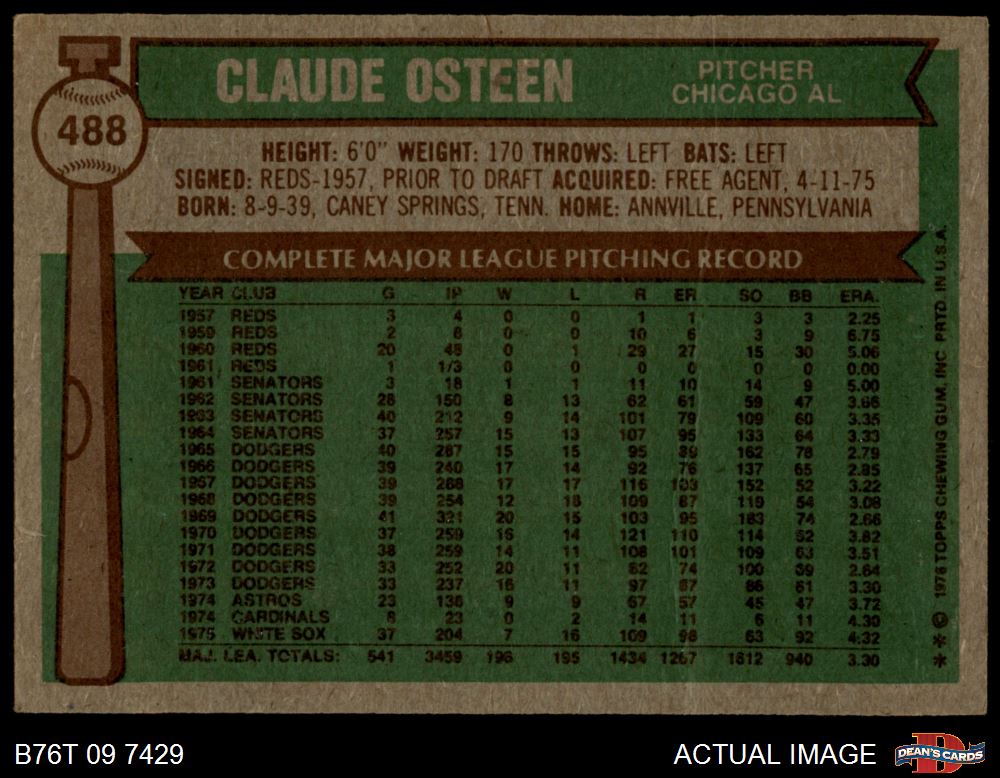 488
CLAUDE OSTEEN
PITCHER
CHICAGO AL
HEIGHT: 6'0" WEIGHT: 170 THROWS: LEFT BATS: LEFT
SIGNED: REDS-1957, PRIOR TO DRAFT ACQUIRED: FREE AGENT, 4-11-75
BORN: 8-9-39, CANEY SPRINGS, TENN. HOME: ANNVILLE, PENNSYLVANIA
COMPLETE MAJOR LEAGUE PITCHING RECORD
YEAR CLUB G IP W L R ER SO BB ERA.
1957 REDS 3 4 0 0 1 1 3 3 2.25
1959 REDS 2 8 0 0 10 6 3 9 6.75
1960 REDS 20 48 0 1 29 27 15 30 5.06
1961 REDS 1 1/3 0 0 0 0 0 0 0.00
1961 SENATORS 3 18 1 1 11 10 14 9 5.00
1962 SENATORS 28 150 8 13 62 61 59 47 3.66
1963 SENATORS 40 212 9 14 101 79 109 60 3.35
1964 SENATORS 37 257 15 13 107 95 133 64 3.33
1965 DODGERS 40 287 15 15 95 89 162 78 2.79
1966 DODGERS 39 240 17 14 92 76 137 65 2.85
1967 DODGERS 39 288 17 17 116 103 152 52 3.22
1968 DODGERS 39 254 12 18 109 87 119 54 3.08
1969 DODGERS 41 321 20 15 103 95 183 74 2.66
1970 DODGERS 37 259 16 14 121 110 114 52 3.82
1971 DODGERS 38 259 14 11 108 101 109 63 3.51
1972 DODGERS 33 252 20 11 82 74 100 69 2.64
1973 DODGERS 33 237 16 11 97 87 86 61 3.30
1974 ASTROS 23 138 9 9 67 57 45 47 3.72
1974 CARDINALS 8 23 0 2 14 11 6 11 4.30
1975 WHITE SOX 37 204 7 16 109 98 63 92 4.32
MAJ. LEA. TOTALS: 541 3459 196 195 1434 1267 1612 940 3.30
* * © 1976 TOPPS CHEWING GUM, INC PRTD. IN U.S.A.
B76T 09 7429
ACTUAL IMAGE
DEAN'S CARDS